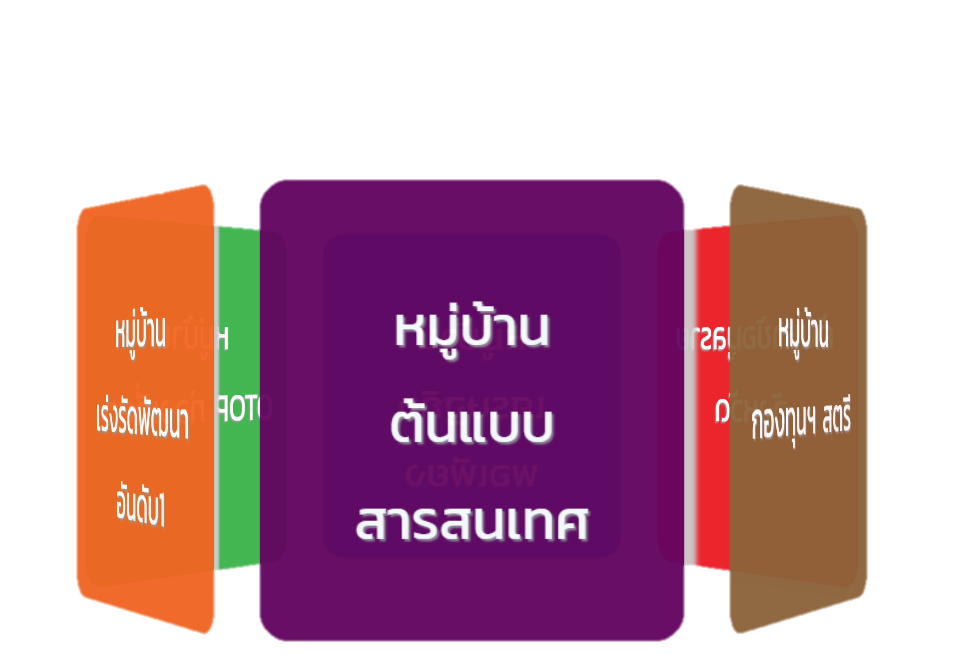 หมู่บ้าน
เร่งรัดพัฒนา
อันดับ1
OTOP
หมู่บ้าน
ต้นแบบ
สารสนเทศ
หมู่บ้าน
กองทุนฯ สตรี